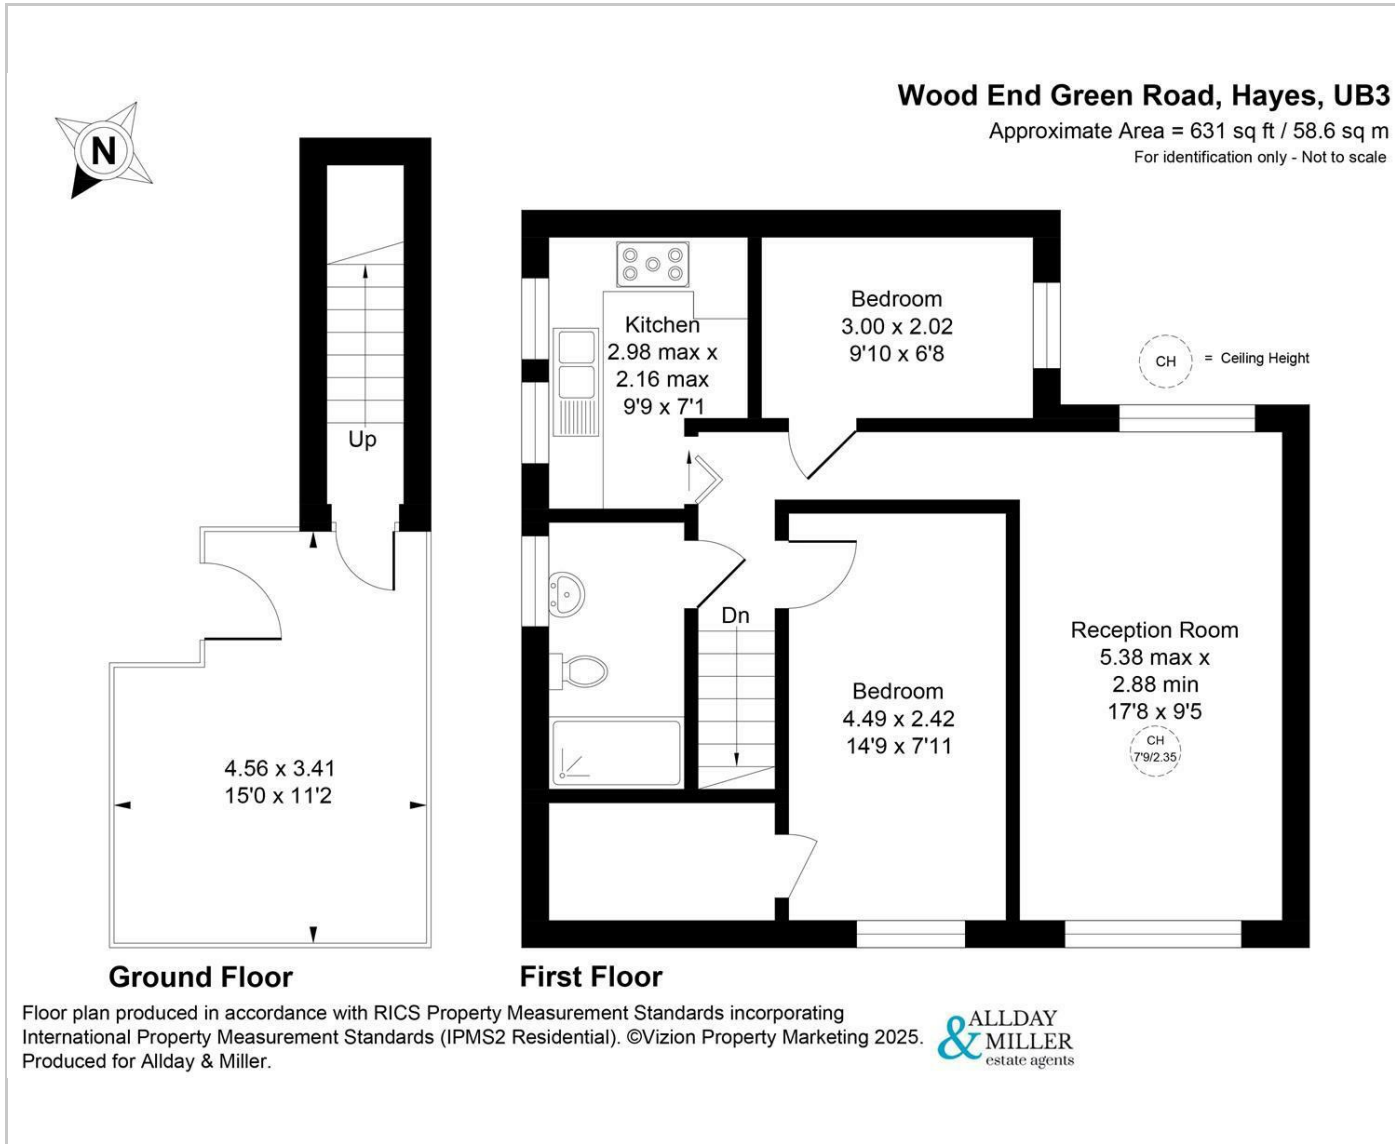 N
Wood End Green Road, Hayes, UB3
Approximate Area = 631 sq ft / 58.6 sq m
For identification only - Not to scale
Kitchen
2.98 max x
2.16 max
9'9 x 7'1
Bedroom
3.00 x 2.02
9'10 x 6'8
CH = Ceiling Height
Up
Dn
Reception Room
5.38 max x
2.88 min
17'8 x 9'5
CH
7'9/2.35
Bedroom
4.49 x 2.42
14'9 x 7'11
4.56 x 3.41
15'0 x 11'2
Ground Floor
First Floor
Floor plan produced in accordance with RICS Property Measurement Standards incorporating
International Property Measurement Standards (IPMS2 Residential). ©Vizion Property Marketing 2025.
Produced for Allday & Miller.
ALLDAY
& MILLER
estate agents